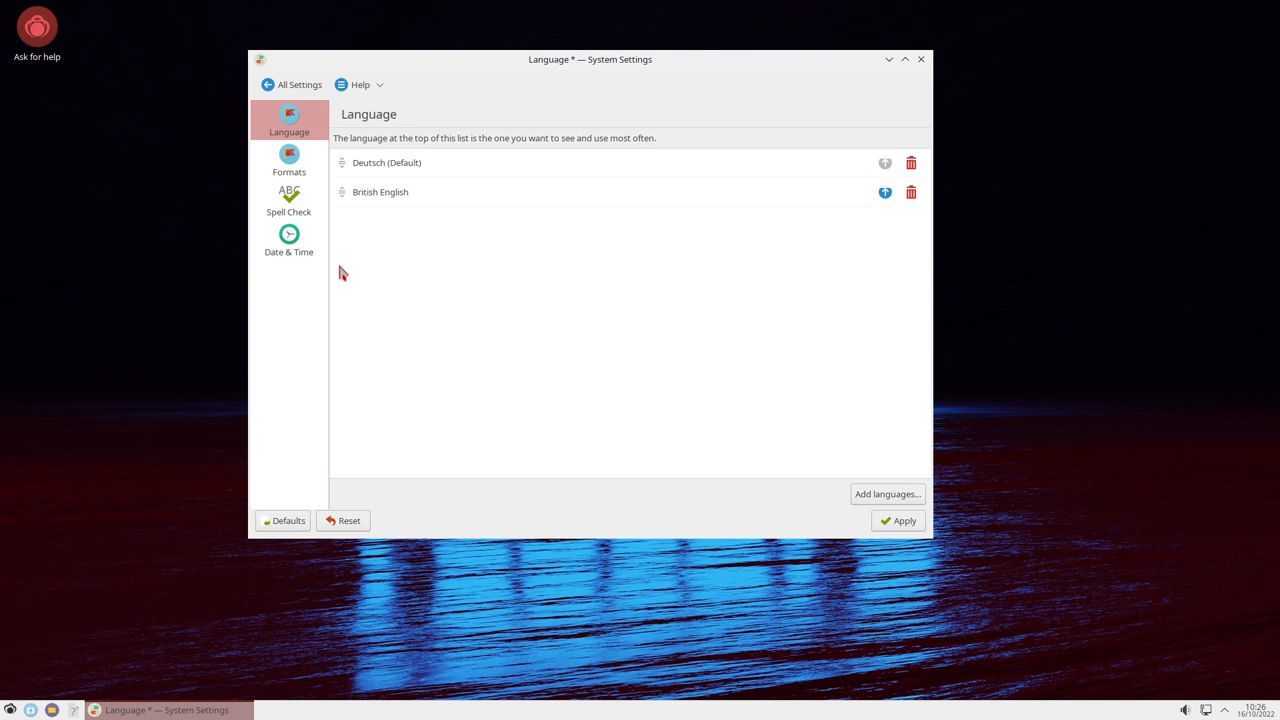 Ask for help
Language * — System Settings
All Settings
Help
Language
Language
The language at the top of this list is the one you want to see and use most often.
Formats
ABC
Spell Check
Date & Time
Deutsch (Default)
British English
Add languages...
Defaults
Reset
Apply
Language * — System Settings
10:26
16/10/2022